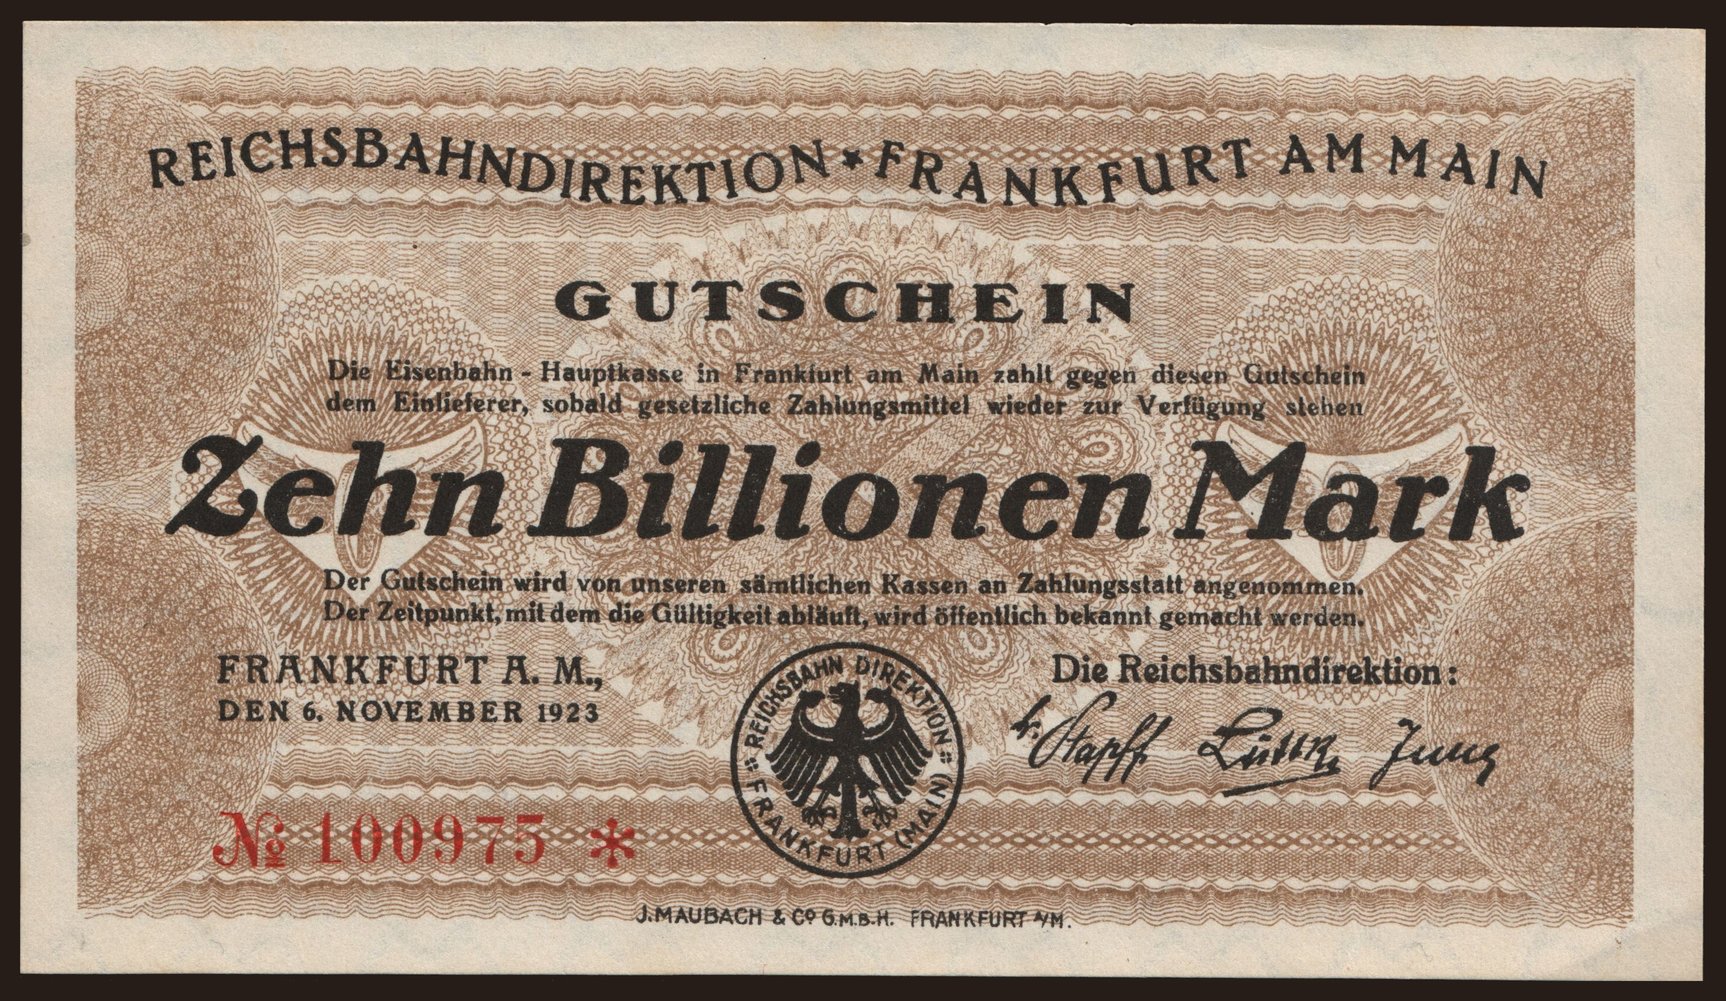 REICHSBAHNDIREKTION ★ FRANKFURT AM MAIN
GUTSCHEIN
Die Eisenbahn - Hauptkasse in Frankfurt am Main zahlt gegen diesen Gutschein
dem Einlieferer, sobald gesetzliche Zahlungsmittel wieder zur Verfügung stehen
Zehn Billionen Mark
Der Gutschein wird von unseren sämtlichen Kassen an Zahlungsstatt angenommen.
Der Zeitpunkt, mit dem die Gültigkeit abläuft, wird öffentlich bekannt gemacht werden.
FRANKFURT A. M.,
DEN 6. NOVEMBER 1923
REICHSBAHN DIREKTION
FRANKFURT (MAIN)
Die Reichsbahndirektion:
Stapff Jung
№ 100975 *
J. MAUBACH & Co G.M.B.H. FRANKFURT A/M.